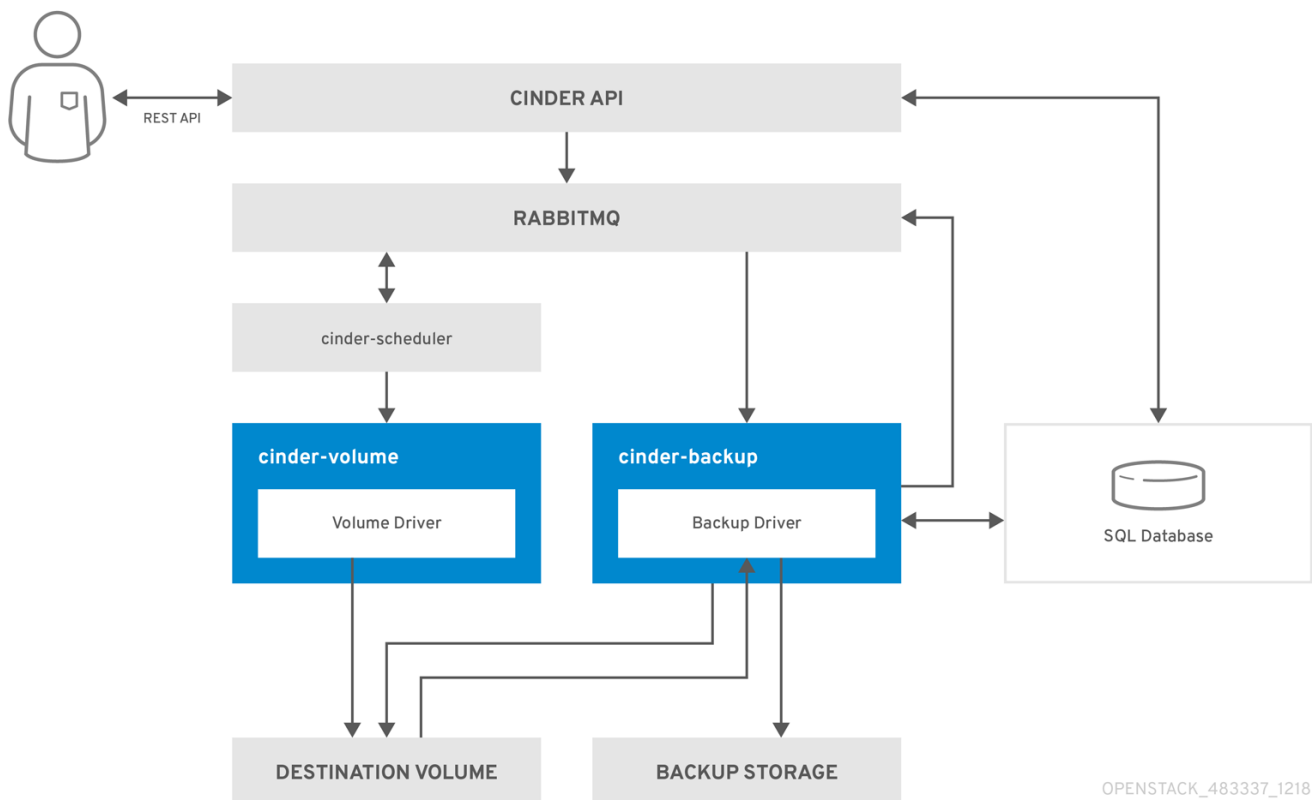 CINDER API
REST API
RABBITMQ
cinder-scheduler
cinder-volume
cinder-backup
Volume Driver
Backup Driver
SQL Database
DESTINATION VOLUME
BACKUP STORAGE
OPENSTACK_483337_1218